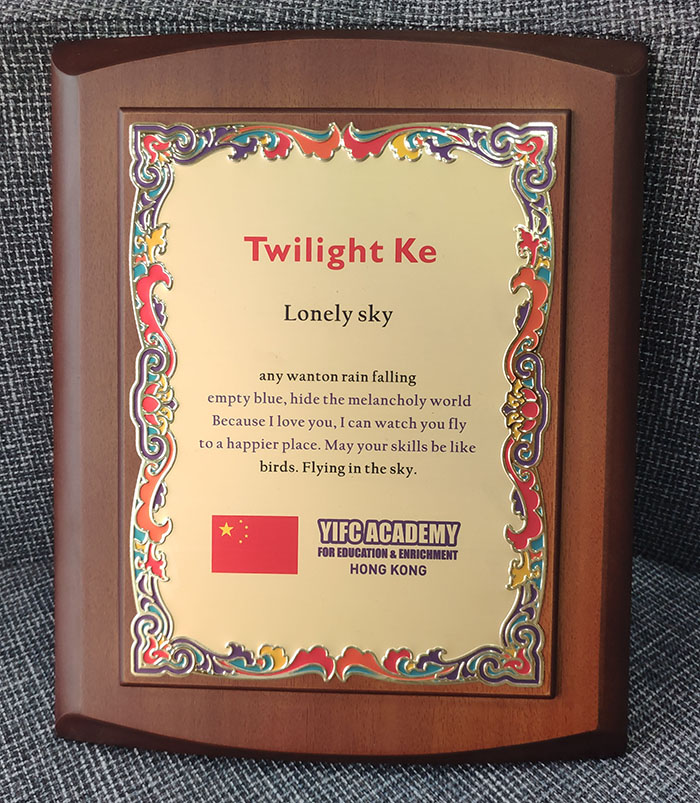 Twilight Ke
Lonely sky
any wanton rain falling
empty blue, hide the melancholy world
Because I love you, I can watch you fly
to a happier place. May your skills be like
birds. Flying in the sky.
YIFC ACADEMY
FOR EDUCATION & ENRICHMENT
HONG KONG